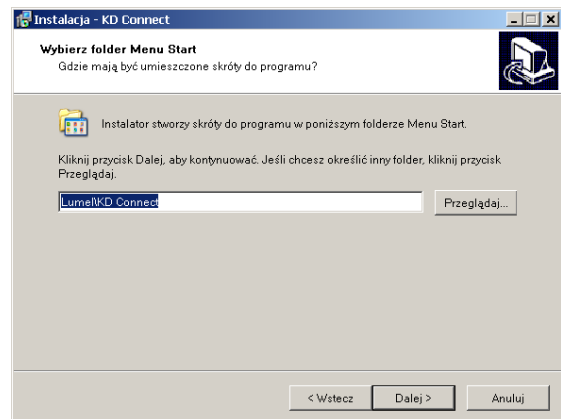 Instalacja - KD Connect
Wybierz folder Menu Start
Gdzie mają być umieszczone skróty do programu?
Instalator stworzy skróty do programu w poniższym folderze Menu Start.
Kliknij przycisk Dalej, aby kontynuować. Jeśli chcesz określić inny folder, kliknij przycisk
Przeglądaj.
Lumel\KD Connect
Przeglądaj...
< Wstecz
Dalej >
Anuluj